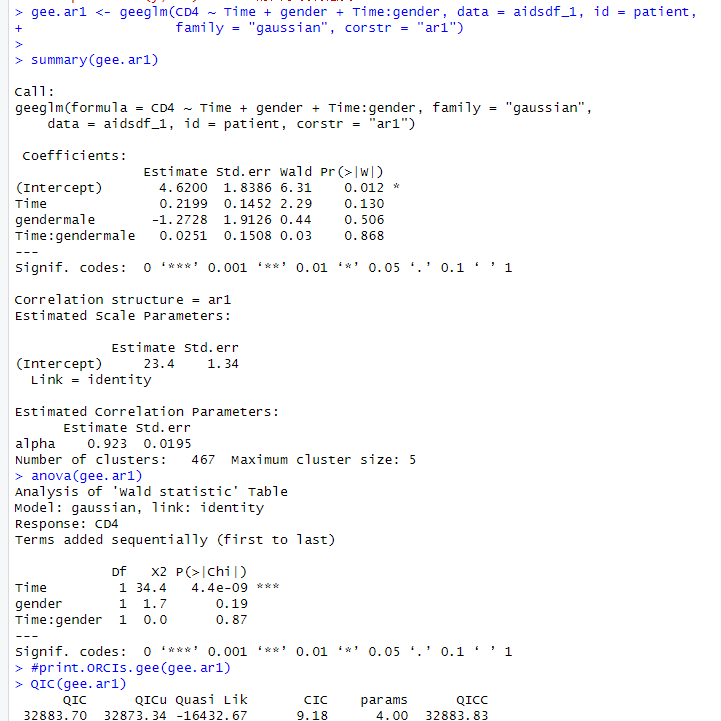 > gee.ar1 <- geeglm(CD4 ~ Time + gender + Time:gender, data = aidsdf_1, id = patient,
+                   family = "gaussian", corstr = "ar1")
>
> summary(gee.ar1)
Call:
geeglm(formula = CD4 ~ Time + gender + Time:gender, family = "gaussian",
    data = aidsdf_1, id = patient, corstr = "ar1")
 Coefficients:
                Estimate Std.err Wald Pr(>|W|)
(Intercept)       4.6200  1.8386 6.31    0.012 *
Time              0.2199  0.1452 2.29    0.130
gendermale       -1.2728  1.9126 0.44    0.506
Time:gendermale   0.0251  0.1508 0.03    0.868
---
Signif. codes:  0 ‘***’ 0.001 ‘**’ 0.01 ‘*’ 0.05 ‘.’ 0.1 ‘ ’ 1
Correlation structure = ar1
Estimated Scale Parameters:
            Estimate Std.err
(Intercept)     23.4    1.34
  Link = identity
Estimated Correlation Parameters:
      Estimate Std.err
alpha    0.923  0.0195
Number of clusters:   467  Maximum cluster size: 5
> anova(gee.ar1)
Analysis of 'Wald statistic' Table
Model: gaussian, link: identity
Response: CD4
Terms added sequentially (first to last)
            Df   X2 P(>|Chi|)
Time         1 34.4   4.4e-09 ***
gender       1  1.7      0.19
Time:gender  1  0.0      0.87
---
Signif. codes:  0 ‘***’ 0.001 ‘**’ 0.01 ‘*’ 0.05 ‘.’ 0.1 ‘ ’ 1
> #print.ORCIs.gee(gee.ar1)
> QIC(gee.ar1)
      QIC      QICu Quasi Lik       CIC    params      QICC
 32883.70  32873.34 -16432.67      9.18      4.00  32883.83